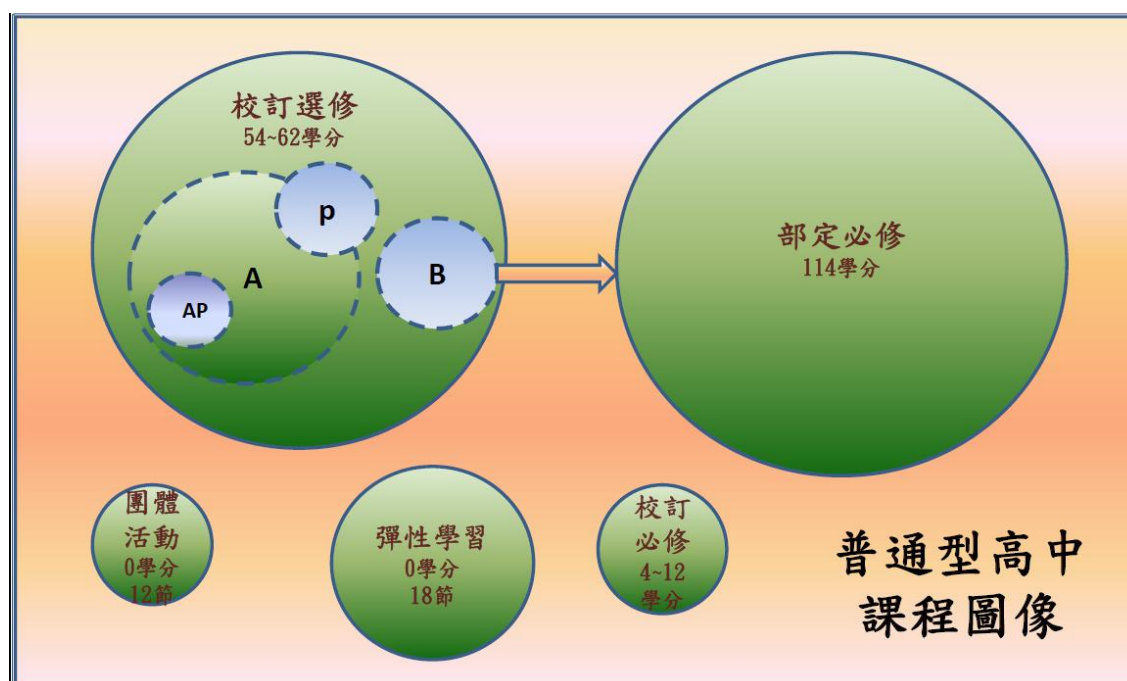 校訂選修
54~62學分
p
A
B
AP
部定必修
114學分
團體
活動
0學分
12節
彈性學習
0學分
18節
校訂
必修
4~12
學分
普通型高中
課程圖像